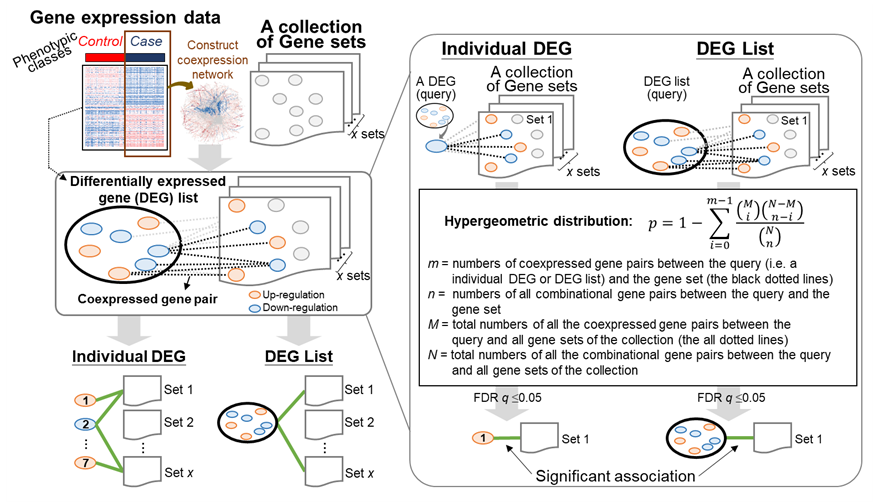 Gene expression data
Phenotypic
classes
Control
Case
Construct
coexpression
network
A collection
of Gene sets
x sets
Differentially expressed
gene (DEG) list
x sets
Coexpressed gene pair
Up-regulation
Down-regulation
Individual DEG
1
2
7
Set 1
Set 2
Set x
DEG List
Set 1
Set 2
Set x
Individual DEG
A DEG
(query)
A collection
of Gene sets
Set 1
x sets
DEG List
DEG list
(query)
A collection
of Gene sets
Set 1
x sets
Hypergeometric distribution: p = 1 − ∑_{i=0}^{m−1} \frac{\binom{M}{i}\binom{N−M}{n−i}}{\binom{N}{n}}
m = numbers of coexpressed gene pairs between the query (i.e. a
individual DEG or DEG list) and the gene set (the black dotted lines)
n = numbers of all combinational gene pairs between the query and the
gene set
M = total numbers of all the coexpressed gene pairs between the
query and all gene sets of the collection (the all dotted lines)
N = total numbers of all the combinational gene pairs between the query
and all gene sets of the collection
FDR q ≤0.05
FDR q ≤0.05
1
Set 1
Set 1
Significant association